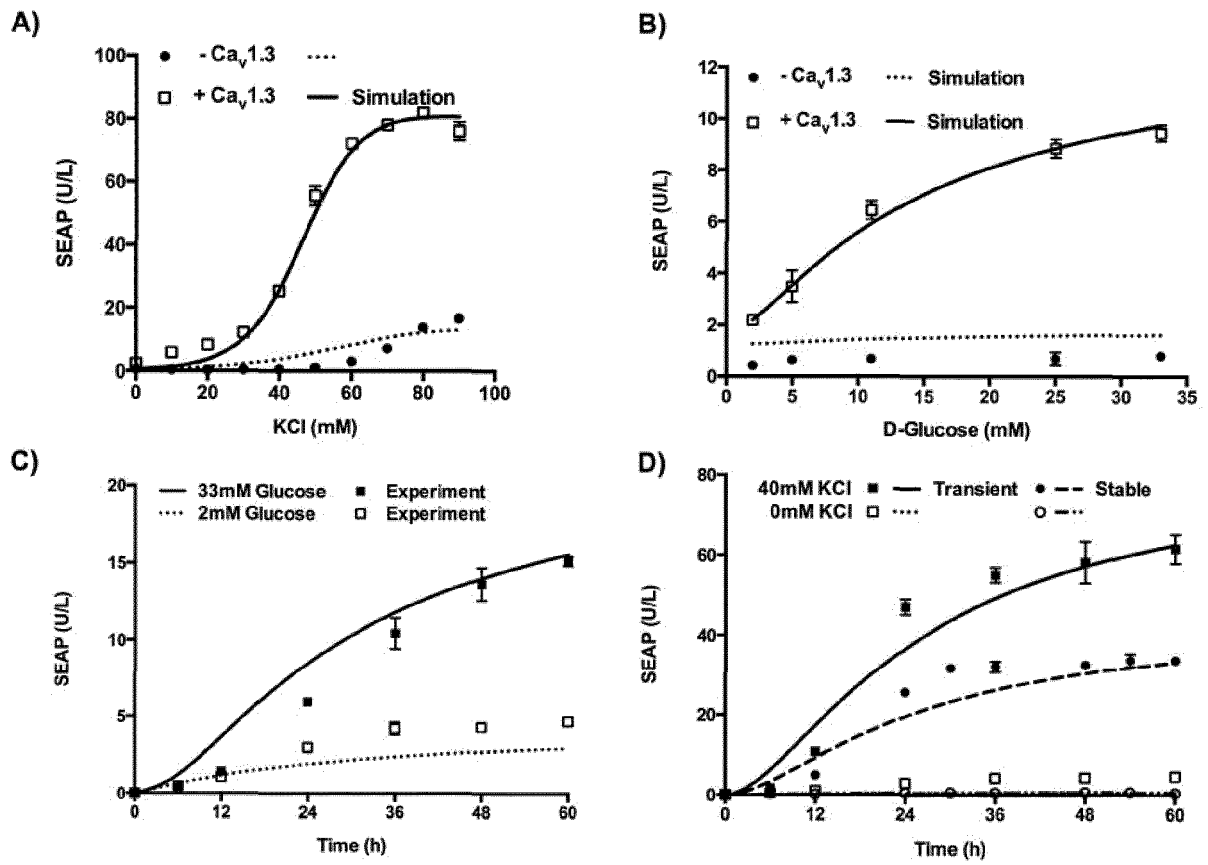 A)
100
80
60
40
20
0
0 20 40 60 80 100
SEAP (U/L)
KCl (mM)
- Cav1.3
+ Cav1.3 Simulation
B)
12
10
8
6
4
2
0
0 5 10 15 20 25 30 35
SEAP (U/L)
D-Glucose (mM)
- Cav1.3 Simulation
+ Cav1.3 Simulation
C)
20
15
10
5
0
0 12 24 36 48 60
SEAP (U/L)
Time (h)
33mM Glucose Experiment
2mM Glucose Experiment
D)
80
60
40
20
0
0 12 24 36 48 60
SEAP (U/L)
Time (h)
40mM KCl Transient Stable
0mM KCl